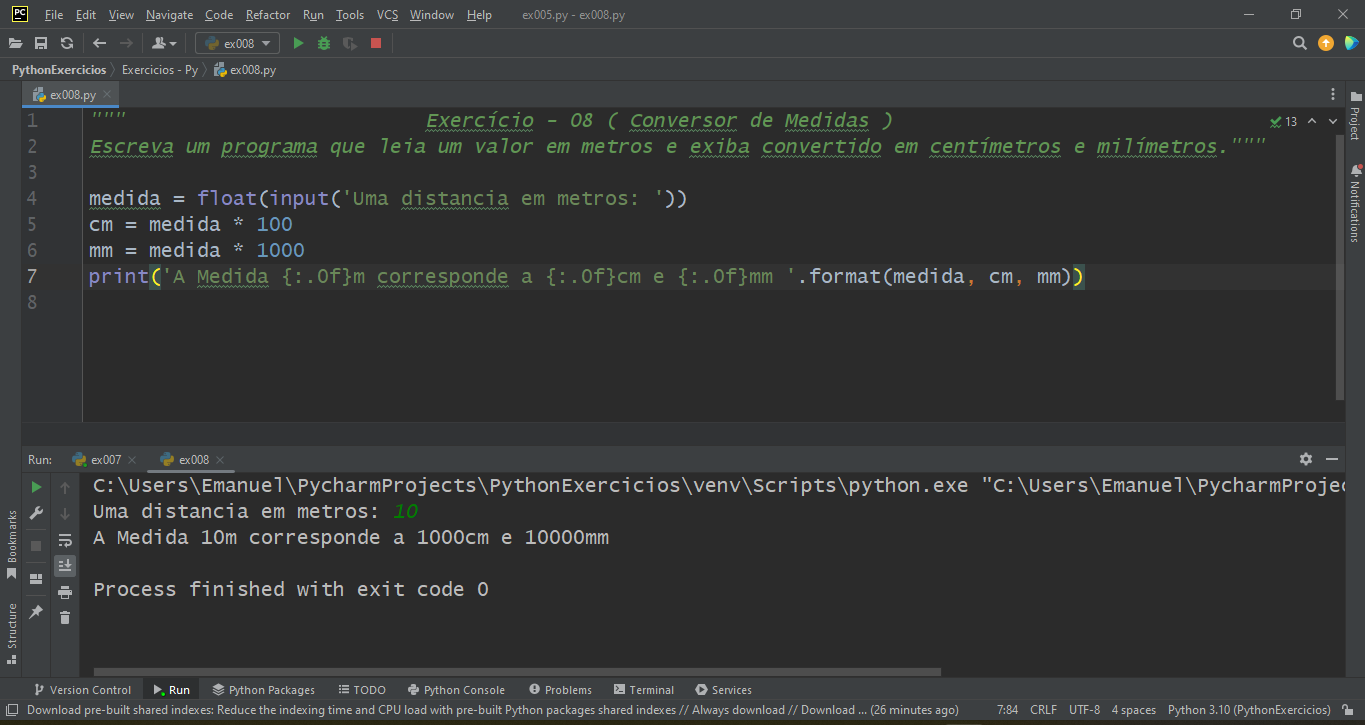 PC File Edit View Navigate Code Refactor Run Tools VCS Window Help ex005.py - ex008.py
ex008
PythonExercicios Exercicios - Py ex008.py
ex008.py
1 """ Exercício - 08 ( Conversor de Medidas ) 13
2 Escreva um programa que leia um valor em metros e exiba convertido em centímetros e milímetros."""
3
4 medida = float(input('Uma distancia em metros: '))
5 cm = medida * 100
6 mm = medida * 1000
7 print('A Medida {:.0f}m corresponde a {:.0f}cm e {:.0f}mm '.format(medida, cm, mm))
8
Project
Notifications
Run: ex007 ex008
C:\Users\Emanuel\PycharmProjects\PythonExercicios\venv\Scripts\python.exe "C:\Users\Emanuel\PycharmProjec
Uma distancia em metros: 10
A Medida 10m corresponde a 1000cm e 10000mm
Process finished with exit code 0
Bookmarks
Structure
Version Control Run Python Packages TODO Python Console Problems Terminal Services
Download pre-built shared indexes: Reduce the indexing time and CPU load with pre-built Python packages shared indexes // Always download // Download ... (26 minutes ago) 7:84 CRLF UTF-8 4 spaces Python 3.10 (PythonExercicios)